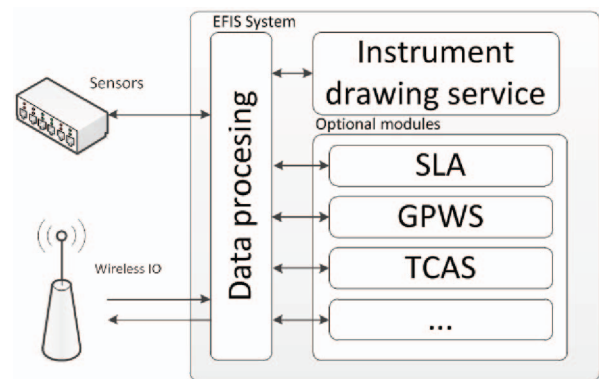 EFIS System
Sensors
Wireless IO
Data procesing
Instrument
drawing service
Optional modules
SLA
GPWS
TCAS
...